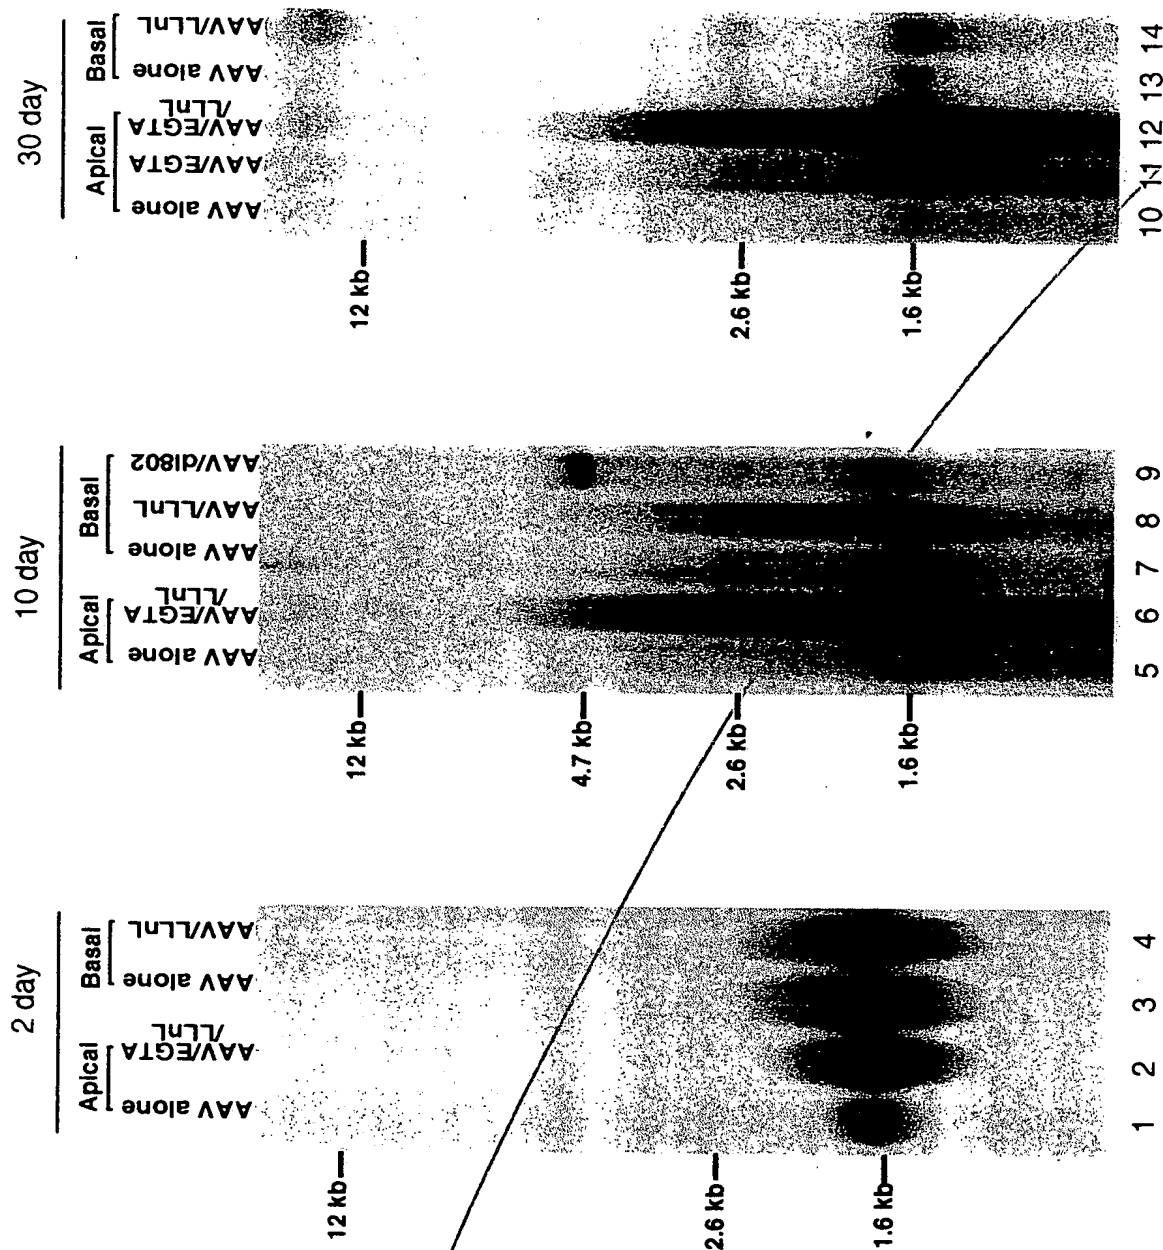 2 day
Apical
Basal
AAV alone
AAV/EGTA
/LLnL
AAV alone
AAV/LLnL
12 kb
2.6 kb
1.6 kb
1
2
3
4
10 day
Apical
Basal
AAV alone
AAV/EGTA
/LLnL
AAV alone
AAV/LLnL
AAV/dl802
12 kb
4.7 kb
2.6 kb
1.6 kb
5
6
7
8
9
30 day
Apical
Basal
AAV alone
AAV/EGTA
AAV/EGTA
/LLnL
AAV alone
AAV/LLnL
12 kb
2.6 kb
1.6 kb
10
11
12
13
14